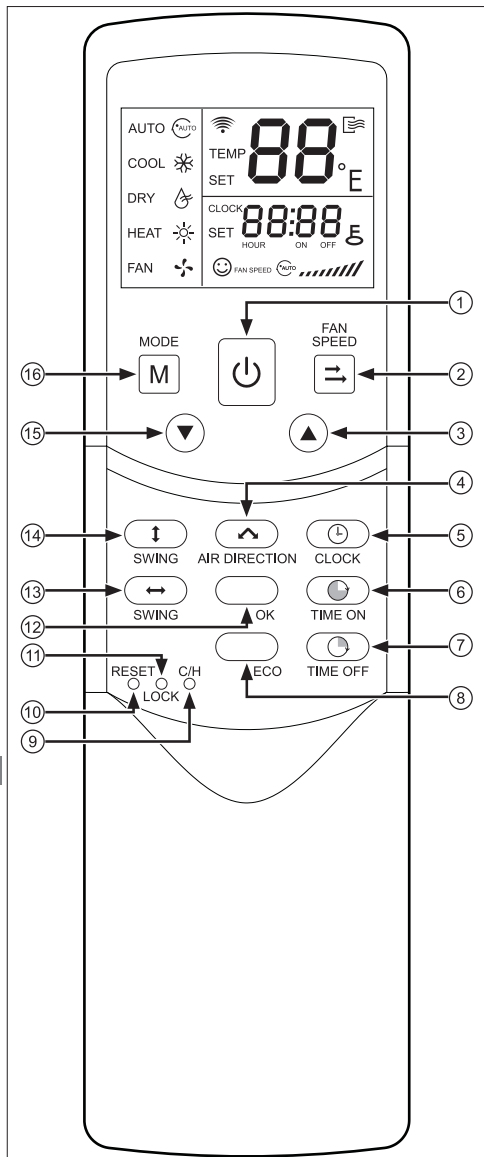 AUTO AUTO
COOL
DRY
HEAT
FAN
TEMP
SET
88°E
CLOCK
SET 88:88
HOUR ON OFF
FAN SPEED AUTO
1
MODE
M
16
FAN
SPEED
2
15
3
4
14
SWING
AIR DIRECTION
CLOCK
5
13
SWING
OK
12
TIME ON
6
7
ECO
TIME OFF
8
11
RESET
LOCK
C/H
10
9